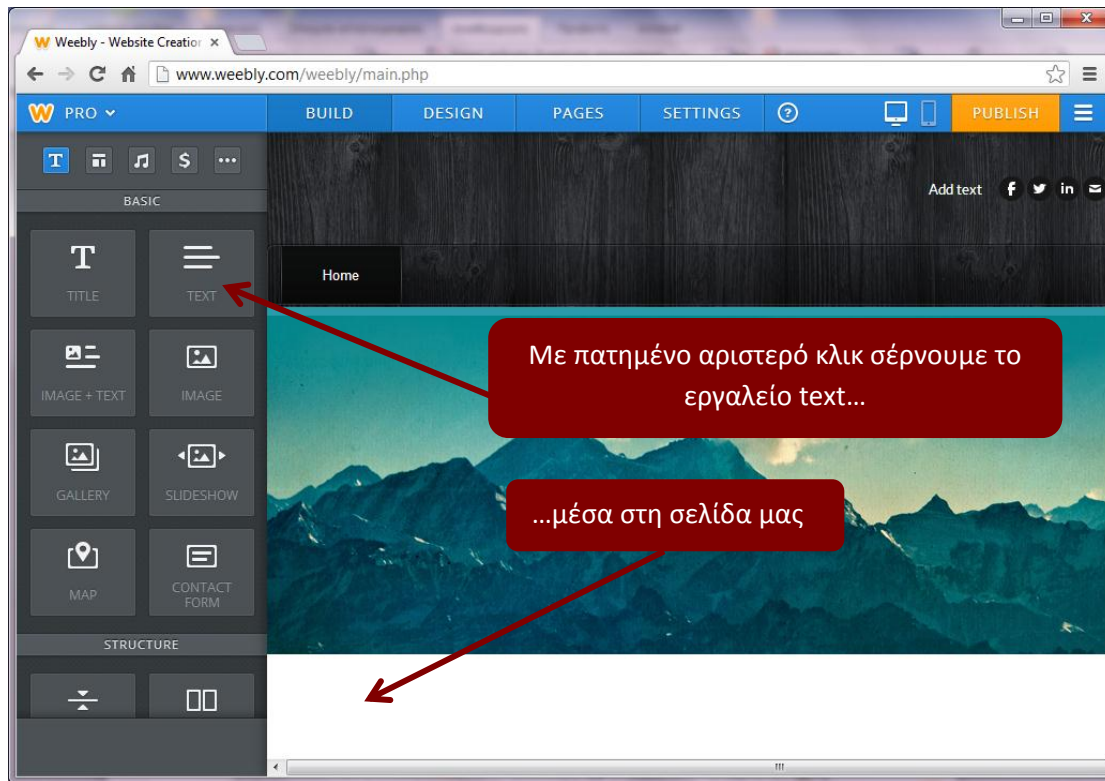 Weebly - Website Creation
www.weebly.com/weebly/main.php
PRO
BUILD
DESIGN
PAGES
SETTINGS
PUBLISH
T
$
BASIC
Add text
f
in
T
TITLE
TEXT
Home
Με πατημένο αριστερό κλικ σέρνουμε το
εργαλείο text…
IMAGE + TEXT
IMAGE
GALLERY
SLIDESHOW
…μέσα στη σελίδα μας
MAP
CONTACT
FORM
STRUCTURE